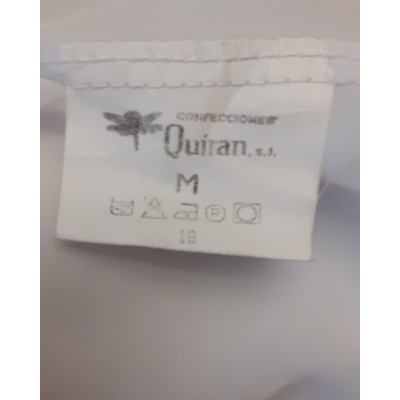 CONFECCIONES
Quiran, s.l.
M
P
18